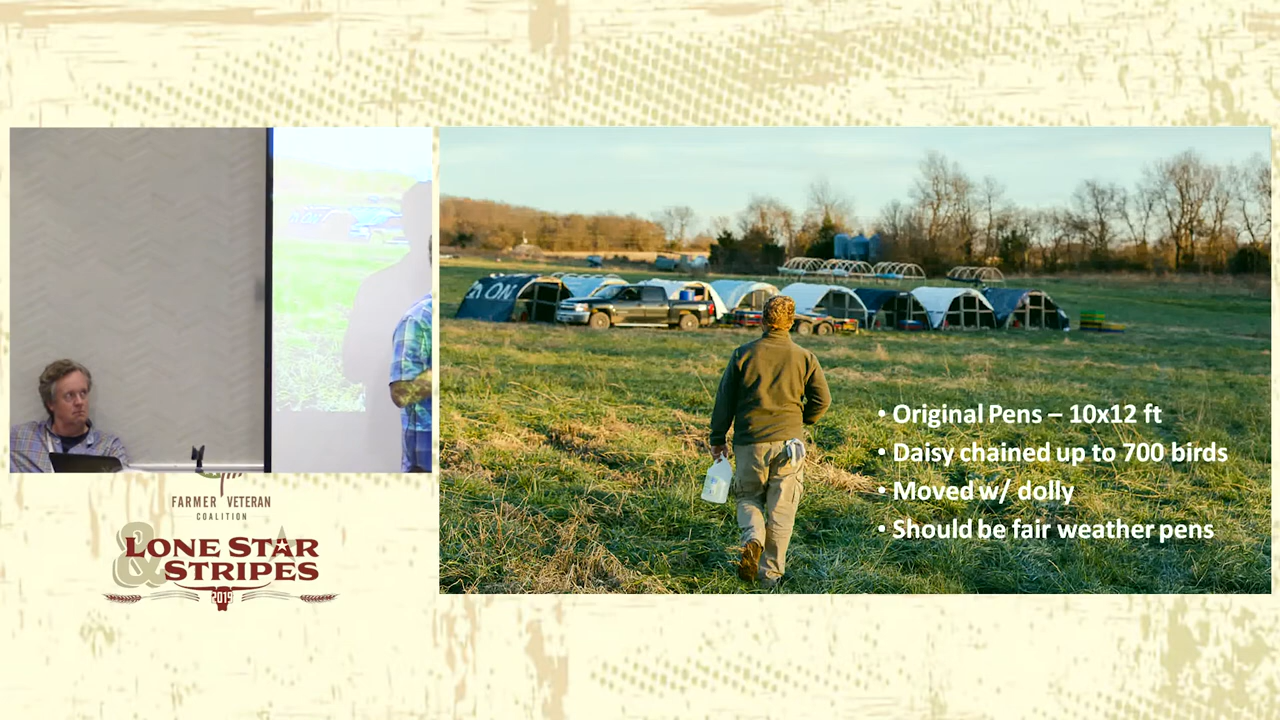 FARMER VETERAN
COALITION
&
LONE STAR
STRIPES
2019
• Original Pens – 10x12 ft
• Daisy chained up to 700 birds
• Moved w/ dolly
• Should be fair weather pens